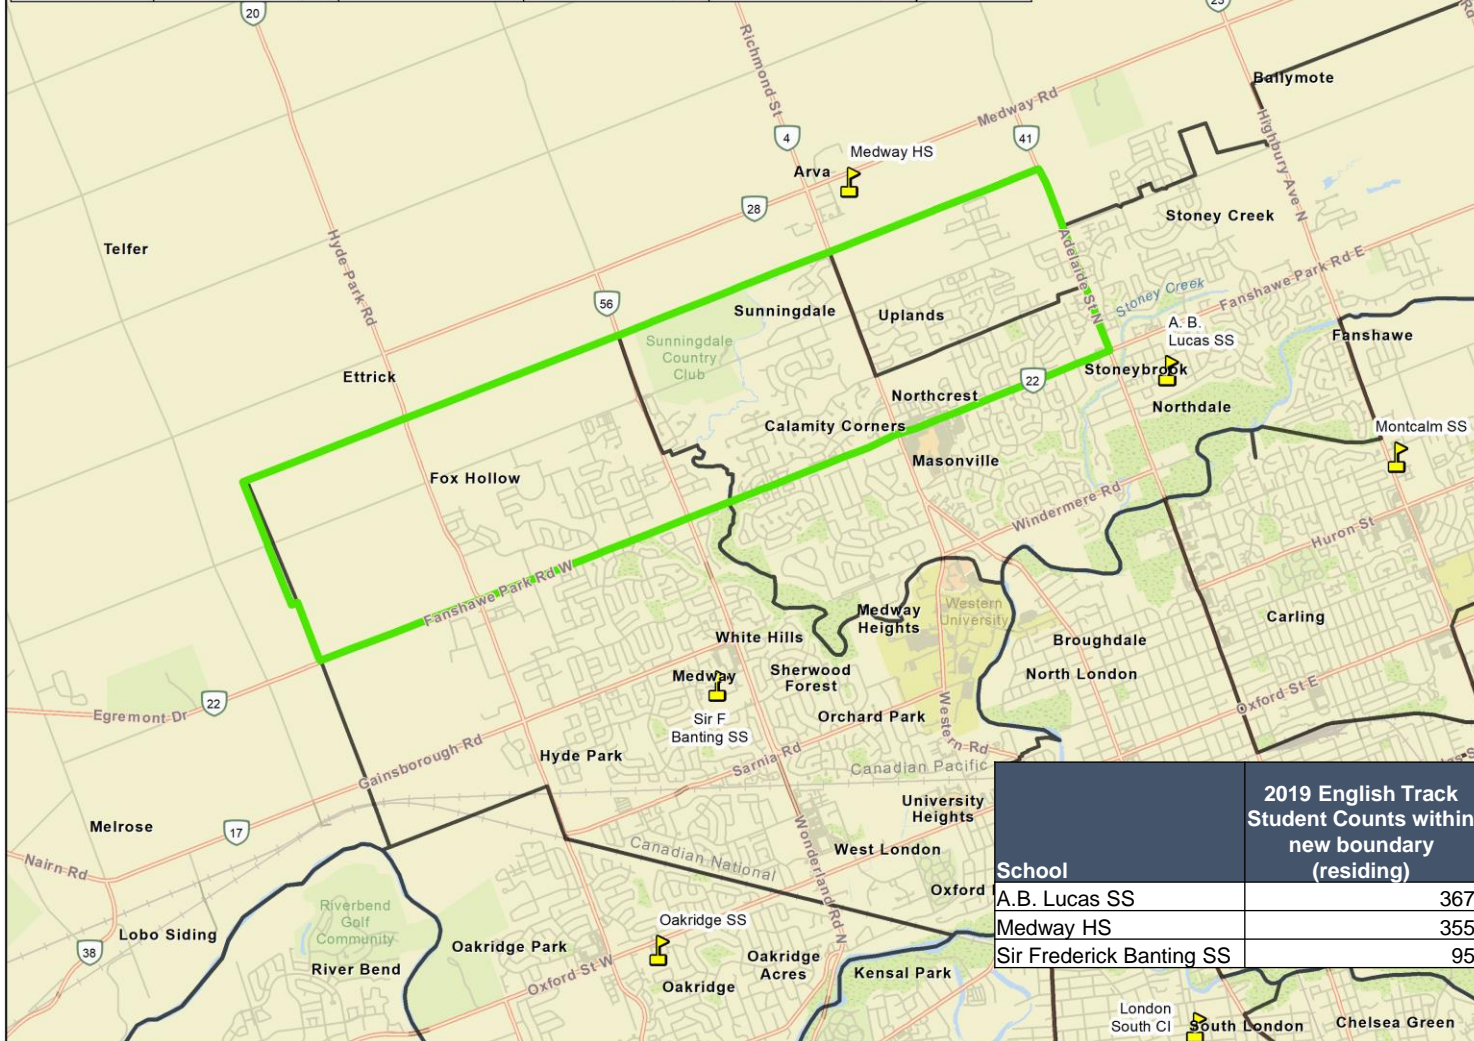 20
25
Richmond St
Ballymote
Medway Rd
Highbury Ave N
4
41
Medway HS
Arva
28
Stoney Creek
Telfer
Hyde Park Rd
Adelaide St N
Fanshawe Park Rd E
56
Stoney Creek
Sunningdale
Uplands
A. B.
Lucas SS
Fanshawe
Sunningdale
Country
Club
Ettrick
Stoneybrook
22
Northcrest
Northdale
Calamity Corners
Montcalm SS
Masonville
Fox Hollow
Windermere Rd
Huron St
Fanshawe Park Rd W
Medway
Heights
Western
University
Carling
White Hills
Broughdale
Medway
Sherwood
Forest
North London
22
Egremont Dr
Sir F
Banting SS
Orchard Park
Western Rd
Oxford St E
Gainsborough Rd
Hyde Park
Sarnia Rd
Canadian Pacific
Melrose
17
University
Heights
Wonderland Rd N
Nairn Rd
Canadian National
West London
Oxford
Riverbend
Golf
Community
Oakridge SS
38
Lobo Siding
Oakridge Park
Oakridge
Acres
River Bend
Oxford St W
Oakridge
Kensal Park
School
2019 English Track
Student Counts within
new boundary
(residing)
A.B. Lucas SS 367
Medway HS 355
Sir Frederick Banting SS 95
London
South CI
South London
Chelsea Green